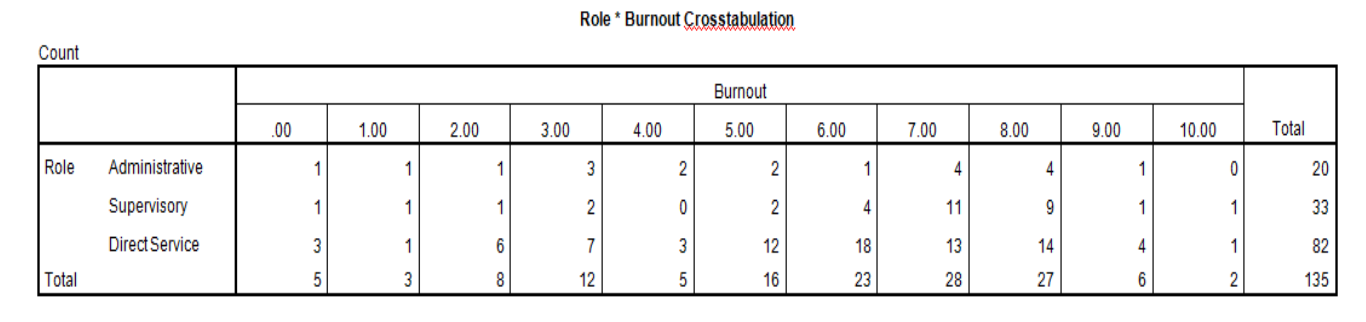 Role * Burnout Crosstabulation
Count
Burnout
.00 1.00 2.00 3.00 4.00 5.00 6.00 7.00 8.00 9.00 10.00 Total
Role Administrative 1 1 1 3 2 2 1 4 4 1 0 20
Supervisory 1 1 1 2 0 2 4 11 9 1 1 33
Direct Service 3 1 6 7 3 12 18 13 14 4 1 82
Total 5 3 8 12 5 16 23 28 27 6 2 135